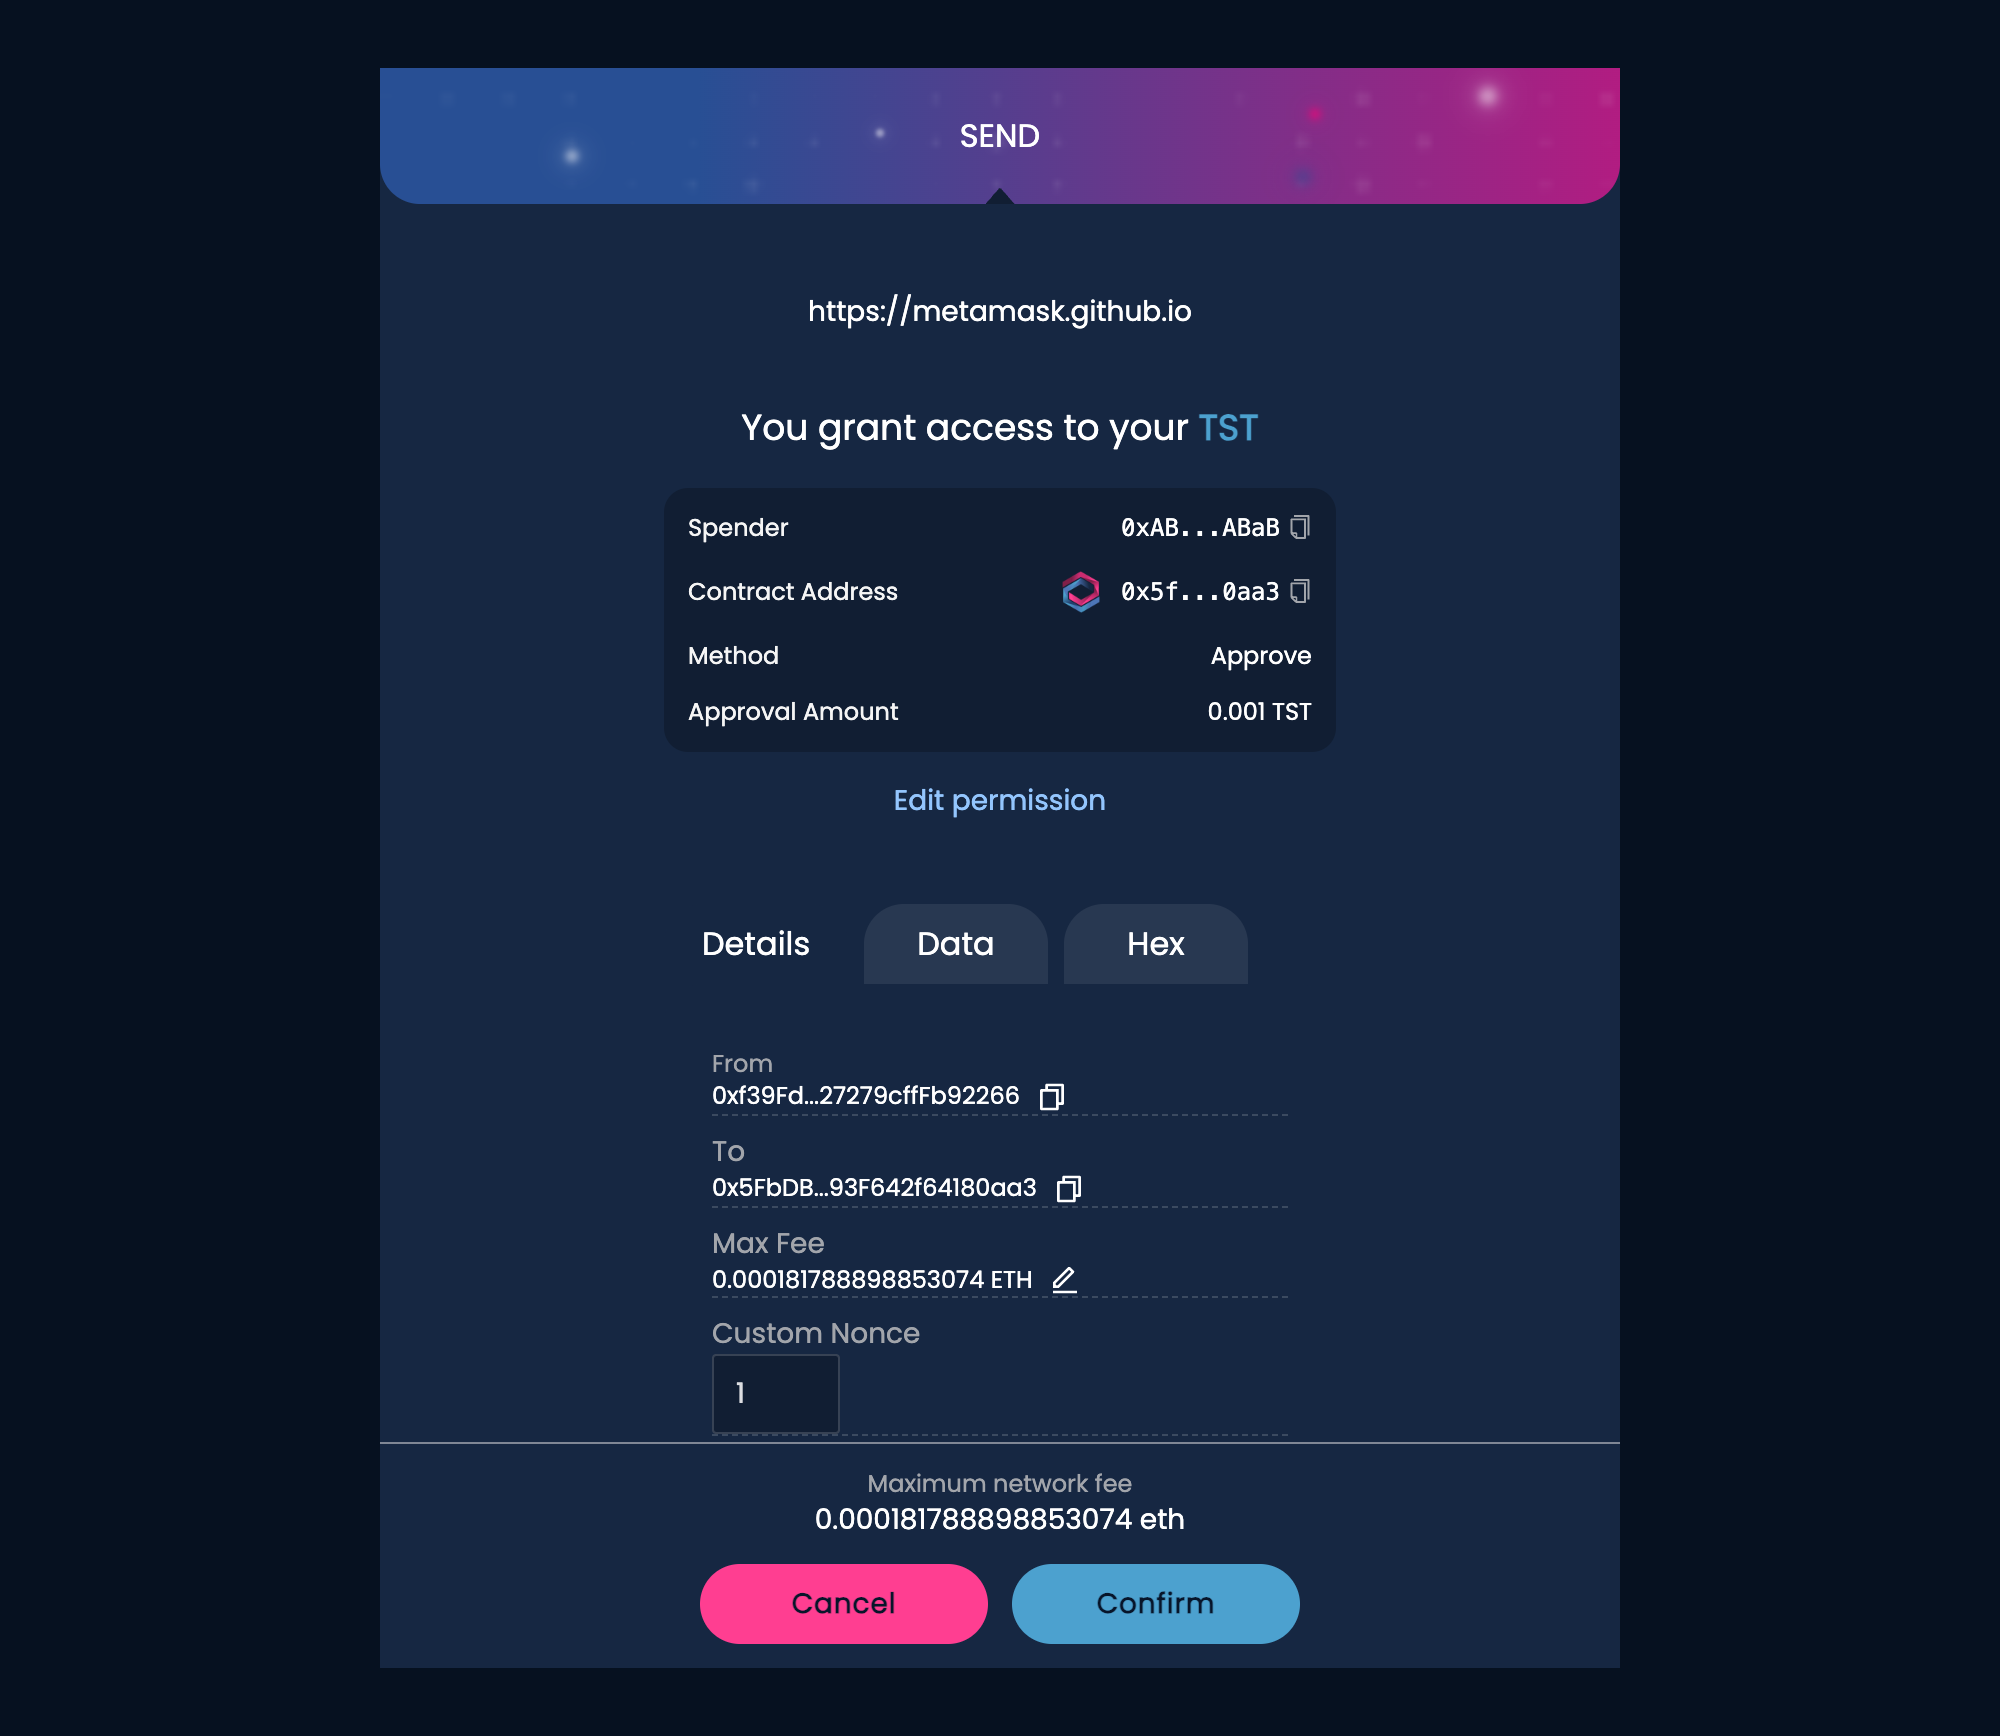 SEND
https://metamask.github.io
You grant access to your TST
Spender 0xAB...ABaB
Contract Address 0x5f...0aa3
Method Approve
Approval Amount 0.001 TST
Edit permission
Details Data Hex
From
0xf39Fd...27279cffFb92266
To
0x5FbDB...93F642f64180aa3
Max Fee
0.000181788898853074 ETH
Custom Nonce
1
Maximum network fee
0.000181788898853074 eth
Cancel Confirm